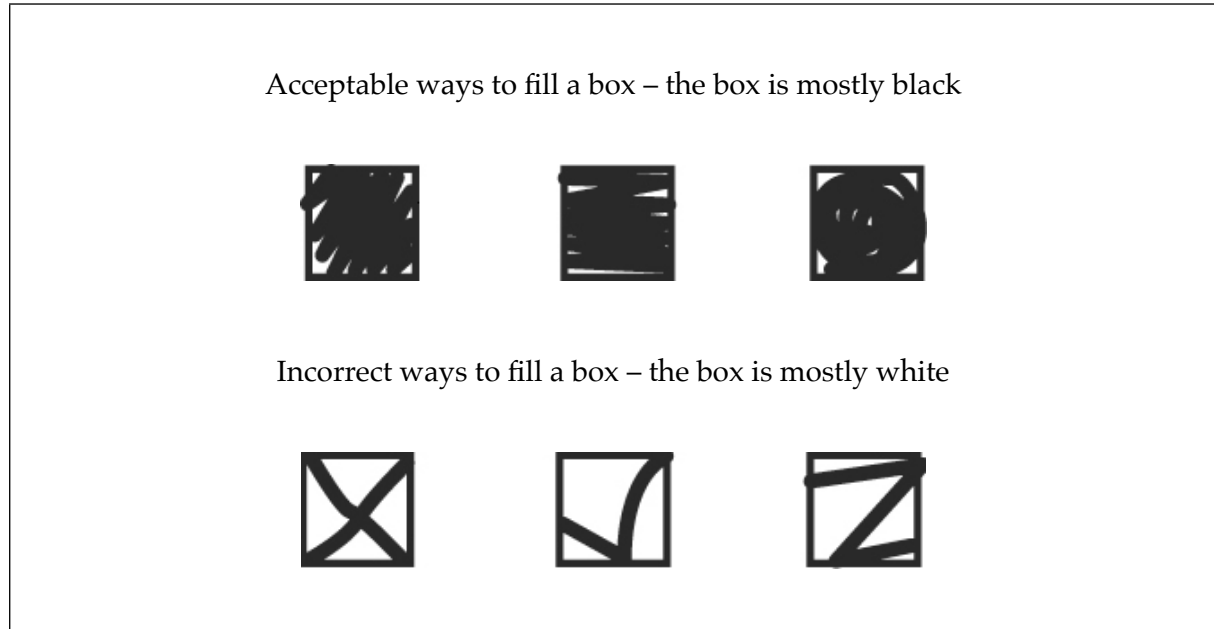 Acceptable ways to fill a box – the box is mostly black
Incorrect ways to fill a box – the box is mostly white